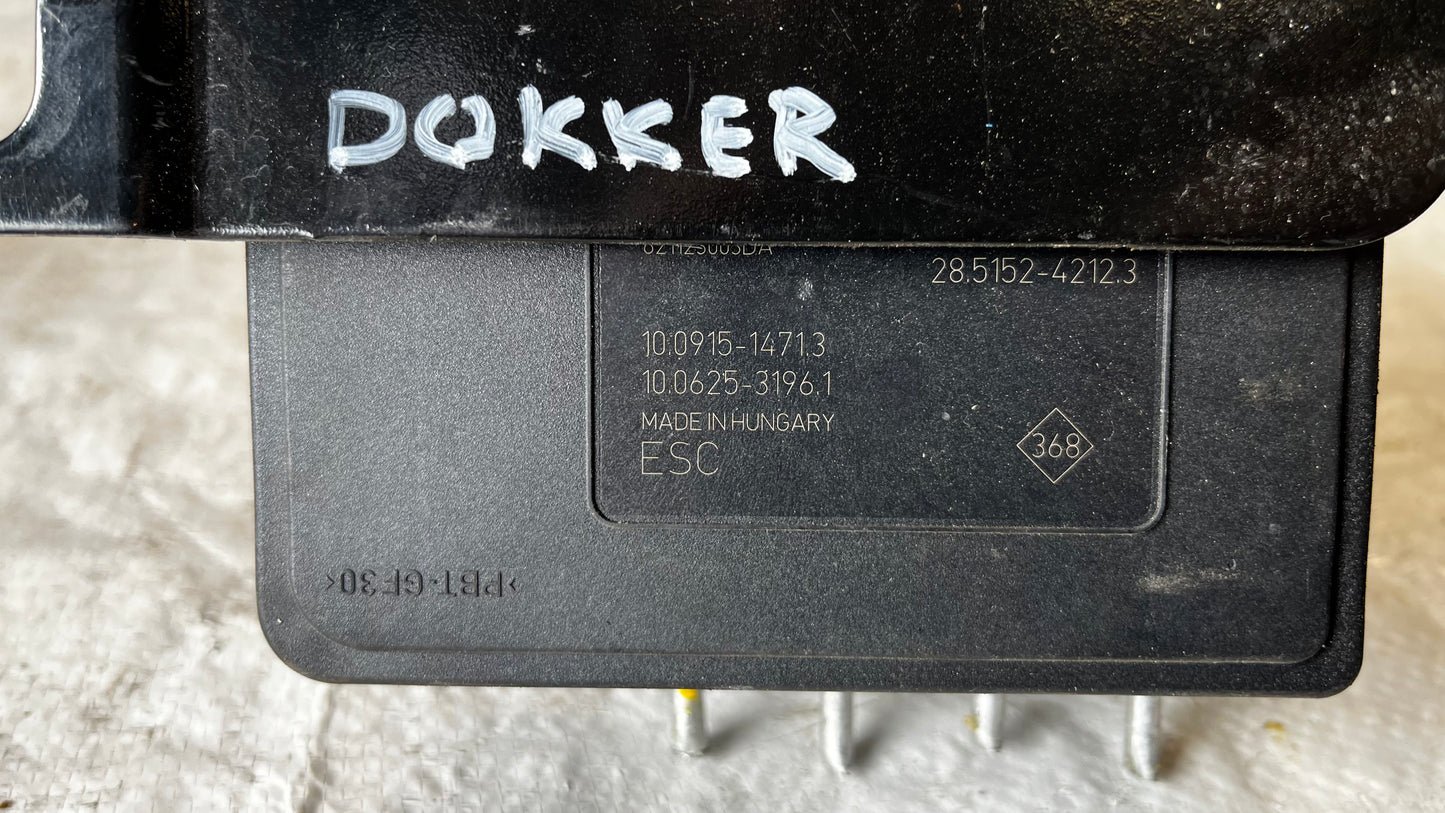 DOKKER
28.5152-4212.3
10.0915-1471.3
10.0625-3196.1
MADE IN HUNGARY
ESC
368
>PBT-GF30<